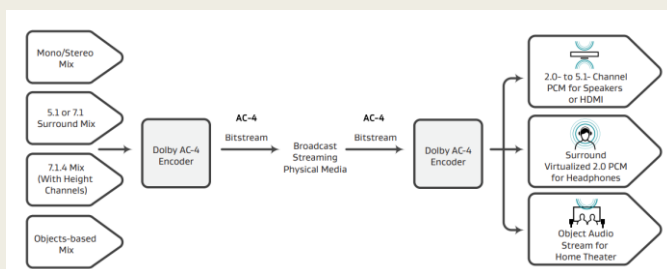 Mono/Stereo
Mix
5.1 or 7.1
Surround Mix
7.1.4 Mix
(With Height
Channels)
Objects-based
Mix
Dolby AC-4
Encoder
AC-4
Bitstream
Broadcast
Streaming
Physical Media
AC-4
Bitstream
Dolby AC-4
Encoder
2.0- to 5.1- Channel
PCM for Speakers
or HDMI
Surround
Virtualized 2.0 PCM
for Headphones
Object Audio
Stream for
Home Theater